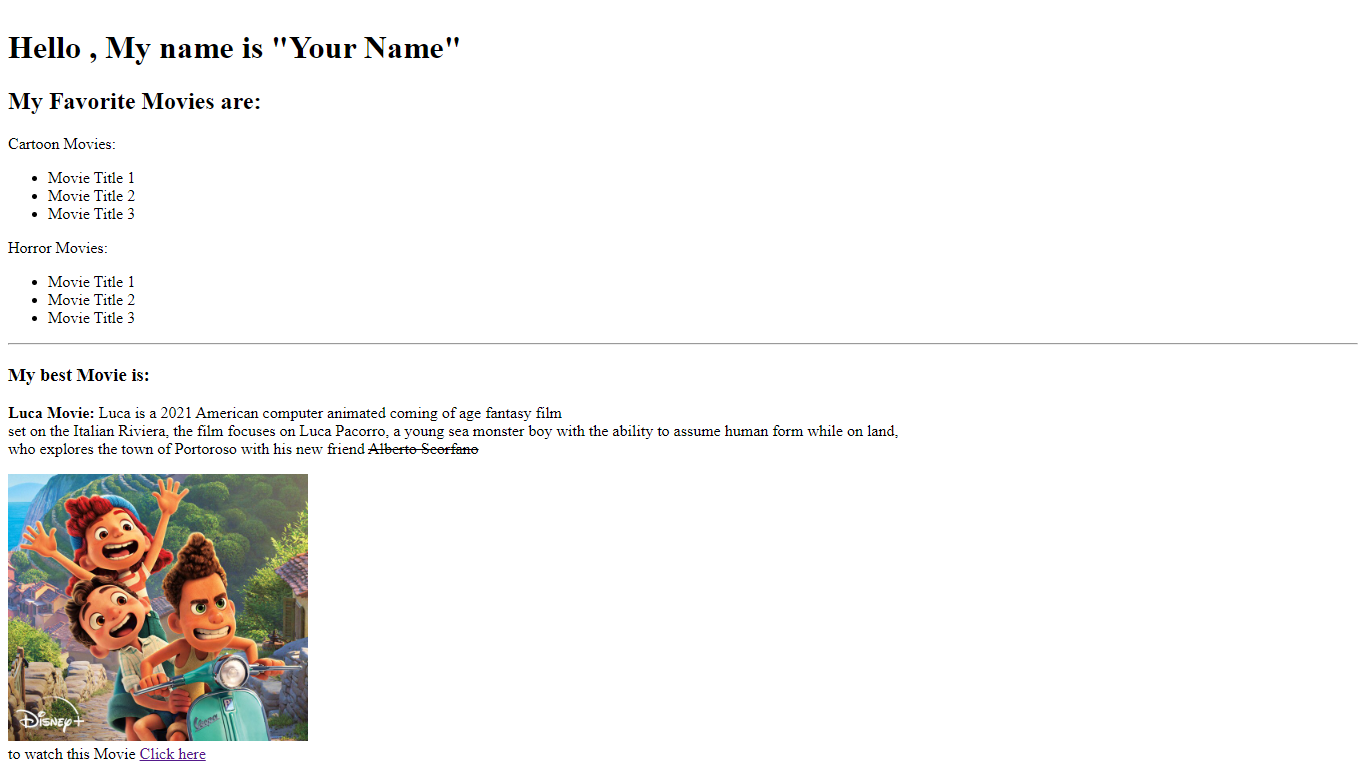 Hello , My name is "Your Name"
My Favorite Movies are:
Cartoon Movies:
Movie Title 1
Movie Title 2
Movie Title 3
Horror Movies:
Movie Title 1
Movie Title 2
Movie Title 3
My best Movie is:
Luca Movie: Luca is a 2021 American computer animated coming of age fantasy film
set on the Italian Riviera, the film focuses on Luca Pacorro, a young sea monster boy with the ability to assume human form while on land,
who explores the town of Portoroso with his new friend Alberto Scorfano
Vespa
Disney+
to watch this Movie Click here